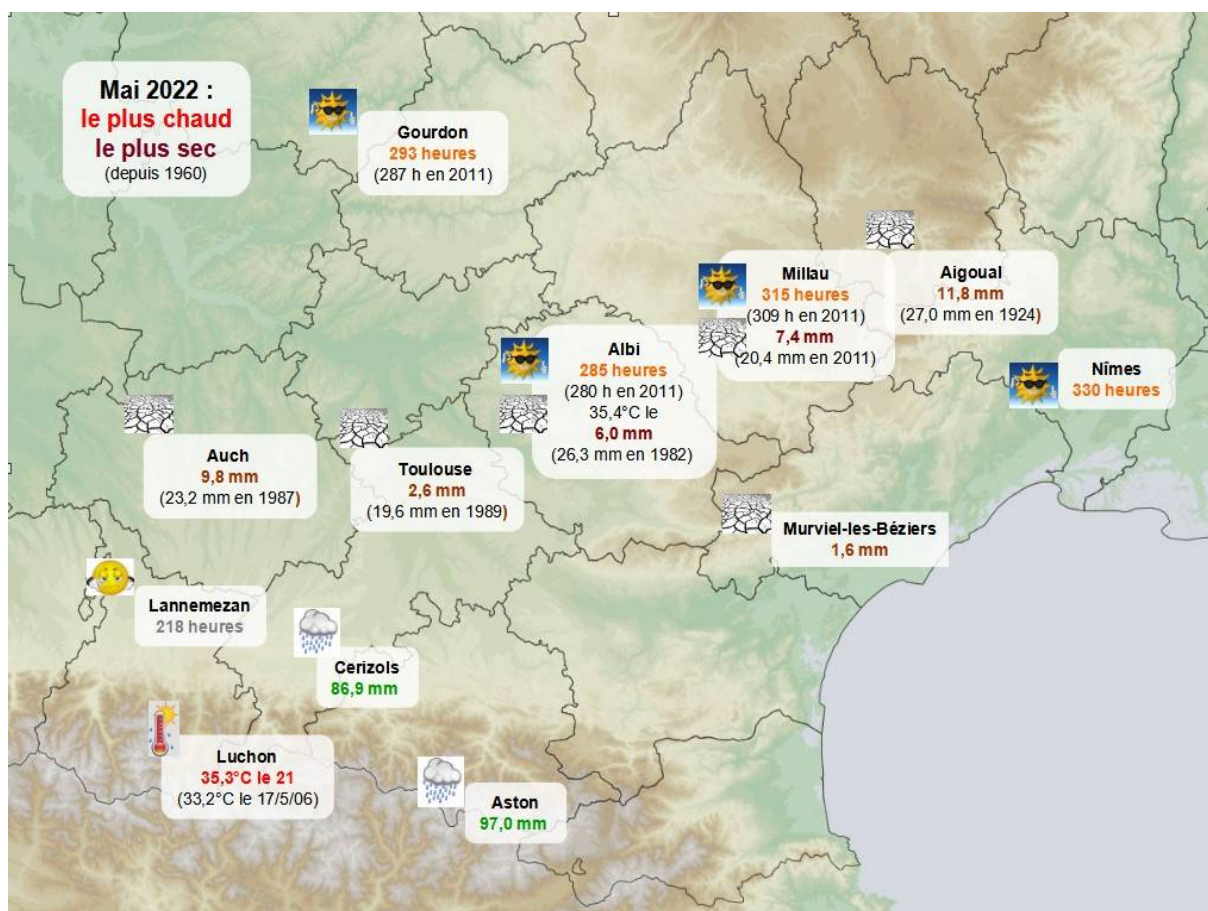 Mai 2022 :
le plus chaud
le plus sec
(depuis 1960)
Gourdon
293 heures
(287 h en 2011)
Millau
315 heures
(309 h en 2011)
7,4 mm
(20,4 mm en 2011)
Aigoual
11,8 mm
(27,0 mm en 1924)
Albi
285 heures
(280 h en 2011)
35,4°C le
6,0 mm
(26,3 mm en 1982)
Nîmes
330 heures
Auch
9,8 mm
(23,2 mm en 1987)
Toulouse
2,6 mm
(19,6 mm en 1989)
Murviel-les-Béziers
1,6 mm
Lannemezan
218 heures
Cerizols
86,9 mm
Luchon
35,3°C le 21
(33,2°C le 17/5/06)
Aston
97,0 mm